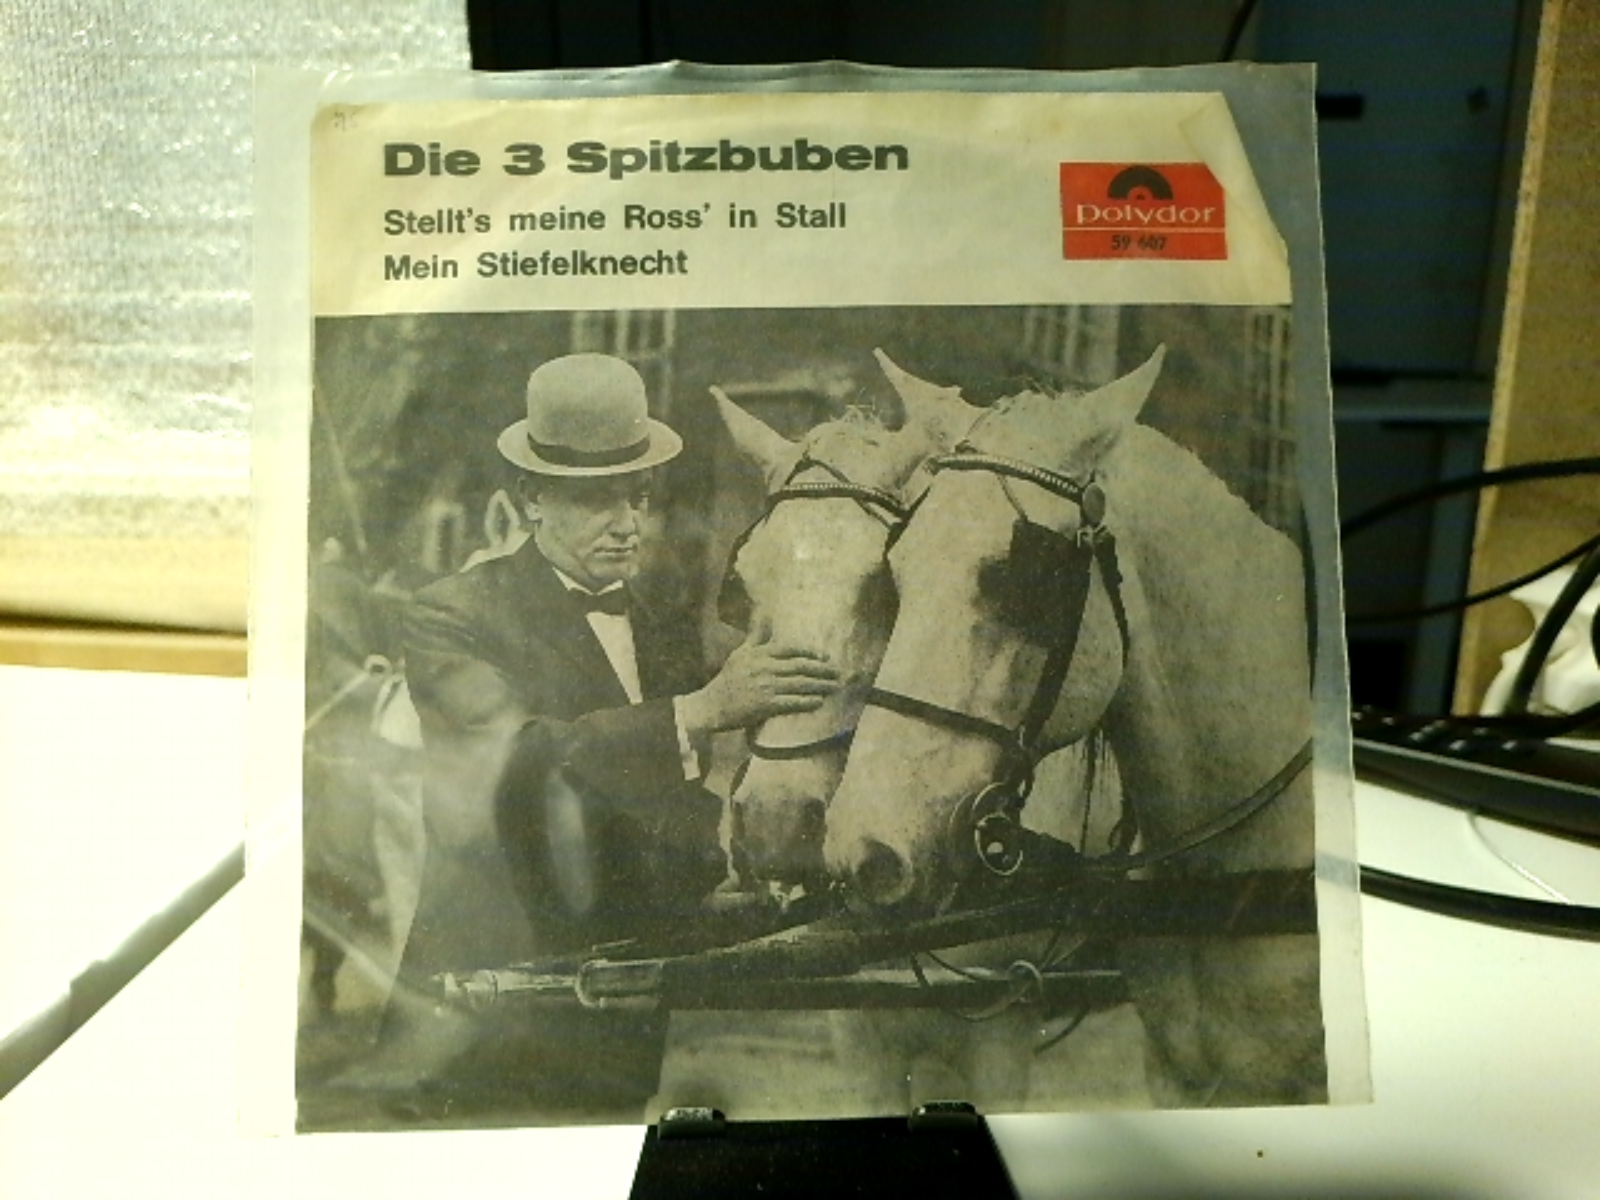 Die 3 Spitzbuben
Stellt's meine Ross' in Stall
Mein Stiefelknecht
polydor
59 607